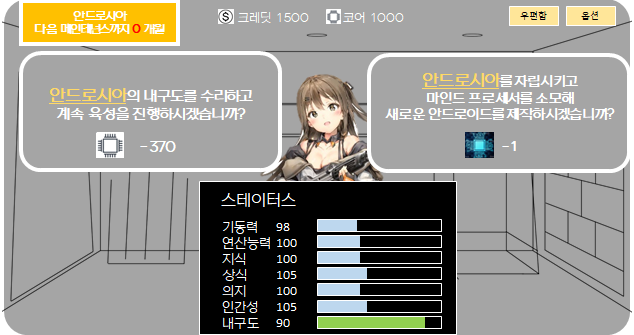 안드로시아
다음 메인테넌스까지 0 개월
S 크레딧 1500
코어 1000
우편함
옵션
안드로시아의 내구도를 수리하고
계속 육성을 진행하시겠습니까?
-370
안드로시아를 자립시키고
마인드 프로세서를 소모해
새로운 안드로이드를 제작하시겠습니까?
-1
스테이터스
기동력 98
연산능력 100
지식 100
상식 105
의지 100
인간성 105
내구도 90